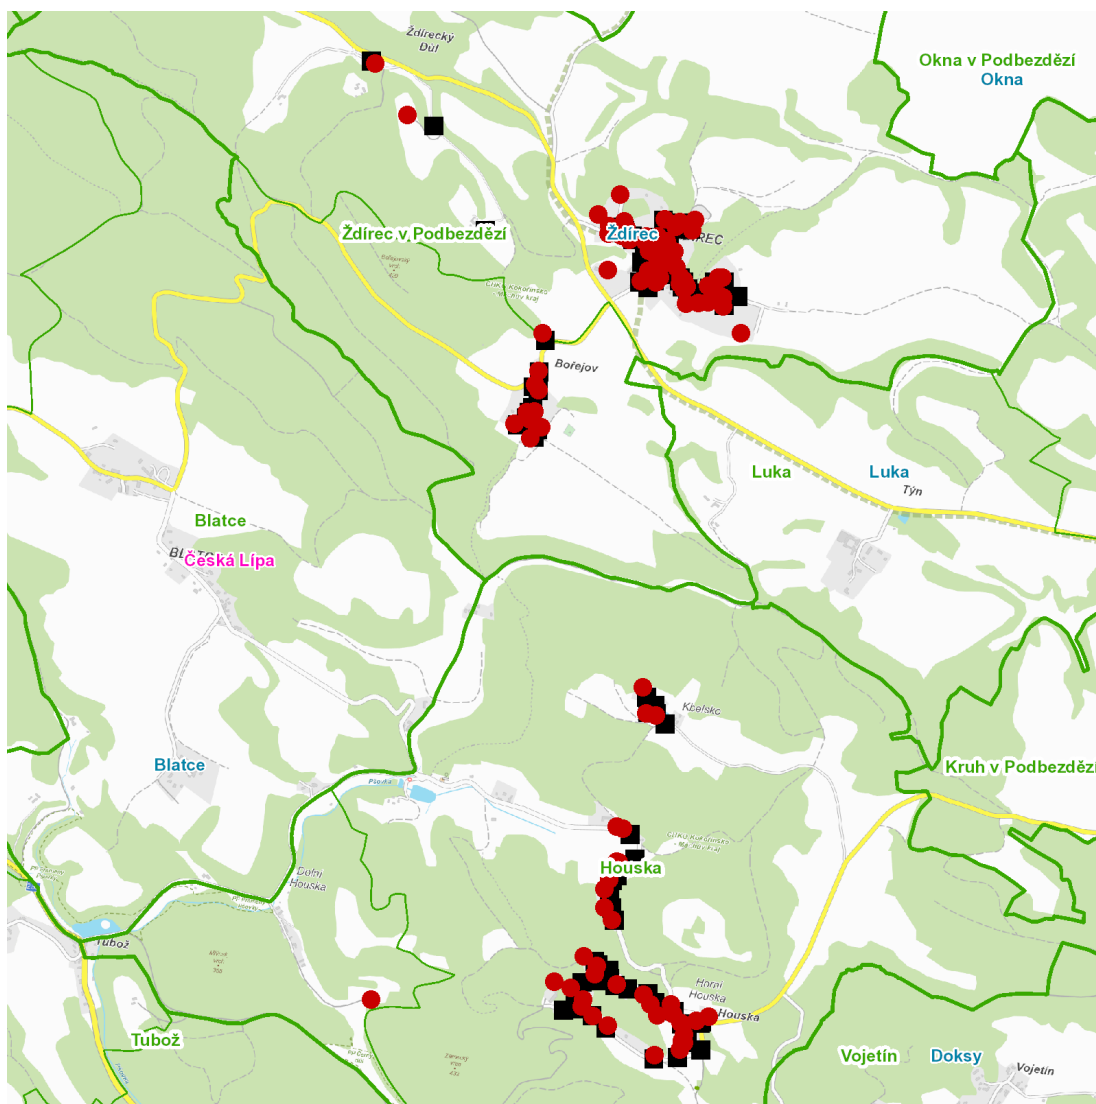 Ždírecký
Důl
Okna v Podbezdězí
Okna
Ždírec v Podbezdězí
Ždírec
Bořejov
Luka
Luka
Týn
Blatce
Česká Lípa
Kbelsko
Blatce
Kruh v Podbezdězí
Pšovka
Houska
Dolní
Houska
Tubož
Horní
Houska
Houska
Tubož
Vojetín
Doksy
Vojetín